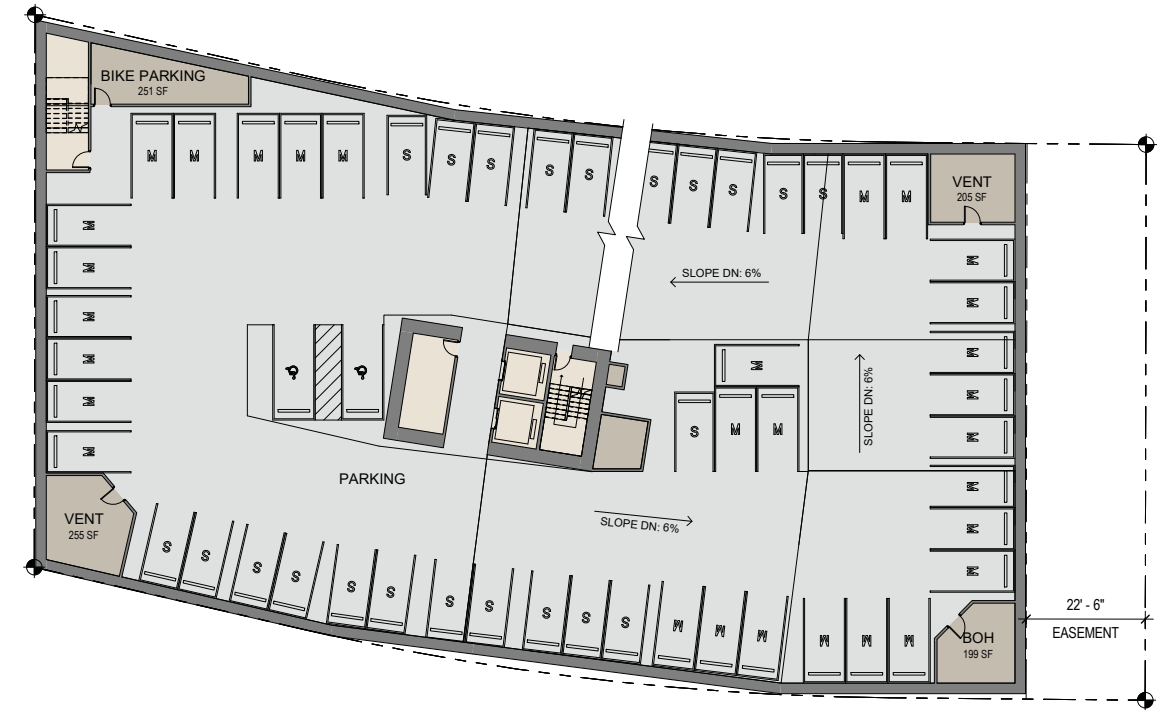 BIKE PARKING
251 SF
M M M M M S S S S S S S S S S M M
VENT
205 SF
M
M
M
M
M
M
SLOPE DN: 6%
M
M
M
M
M
M
M
M
SLOPE DN: 6%
M
S M M
PARKING
VENT
255 SF
SLOPE DN: 6%
S S S S S S S S S S S M M M M M M
BOH
199 SF
22' - 6"
EASEMENT